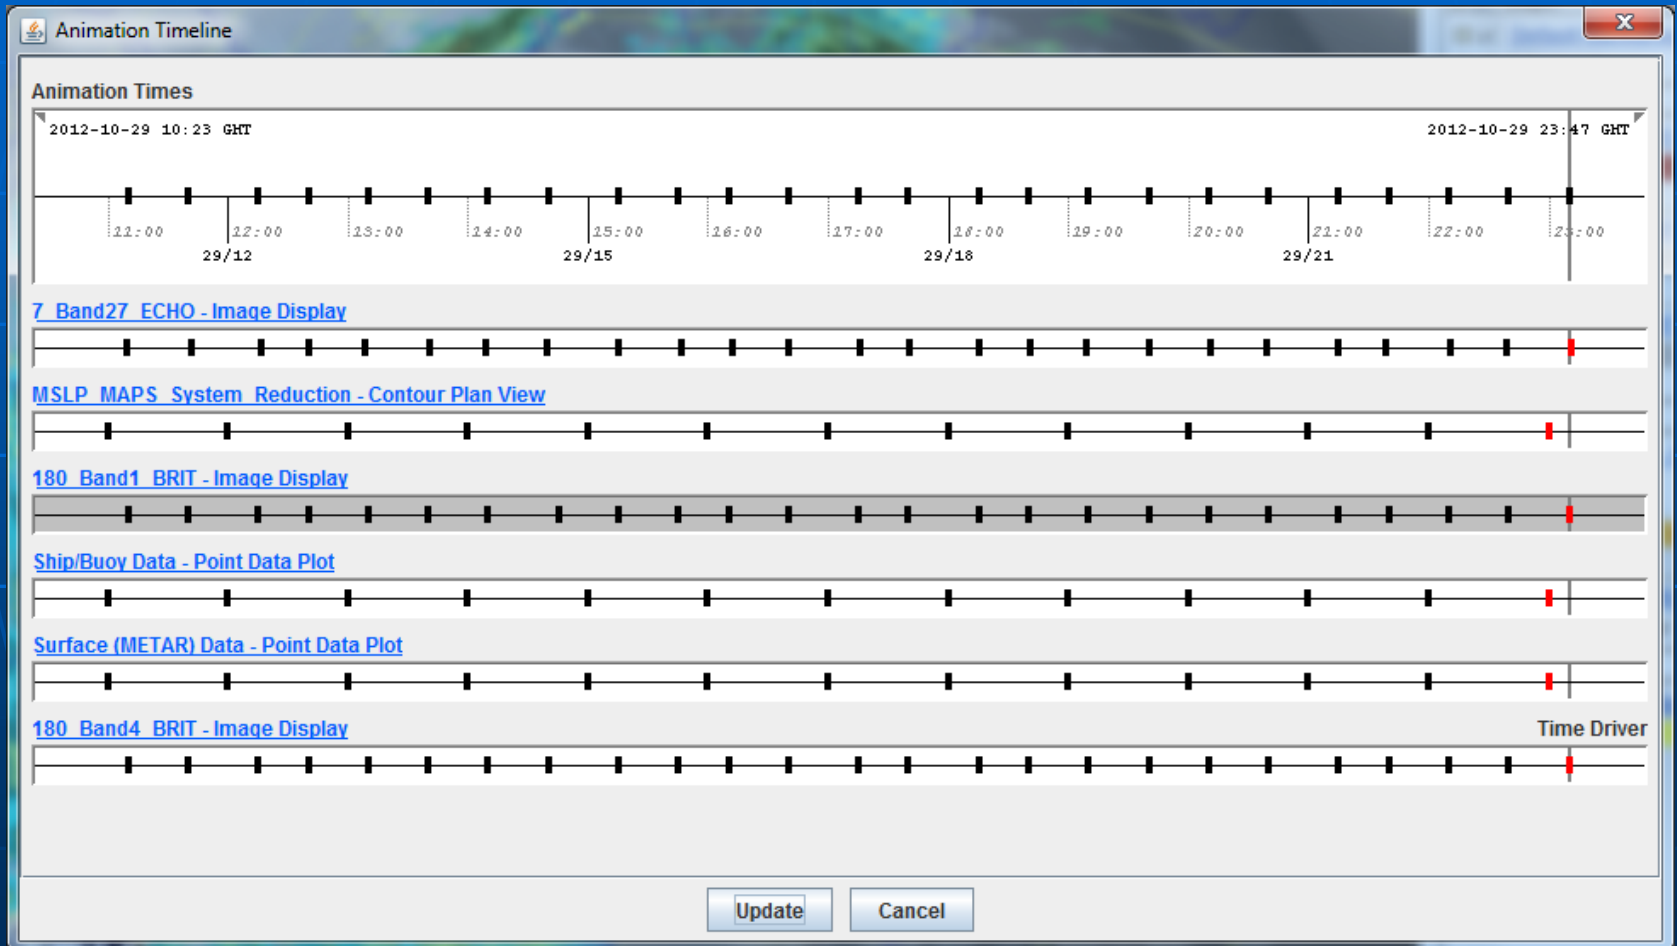 Animation Timeline
X
Animation Times
2012-10-29 10:23 GMT 2012-10-29 23:47 GMT
11:00 12:00 13:00 14:00 15:00 16:00 17:00 18:00 19:00 20:00 21:00 22:00 23:00
29/12 29/15 29/18 29/21
7_Band27_ECHO - Image Display
MSLP_MAPS_System_Reduction - Contour Plan View
180_Band1_BRIT - Image Display
Ship/Buoy Data - Point Data Plot
Surface (METAR) Data - Point Data Plot
180_Band4_BRIT - Image Display Time Driver
Update Cancel